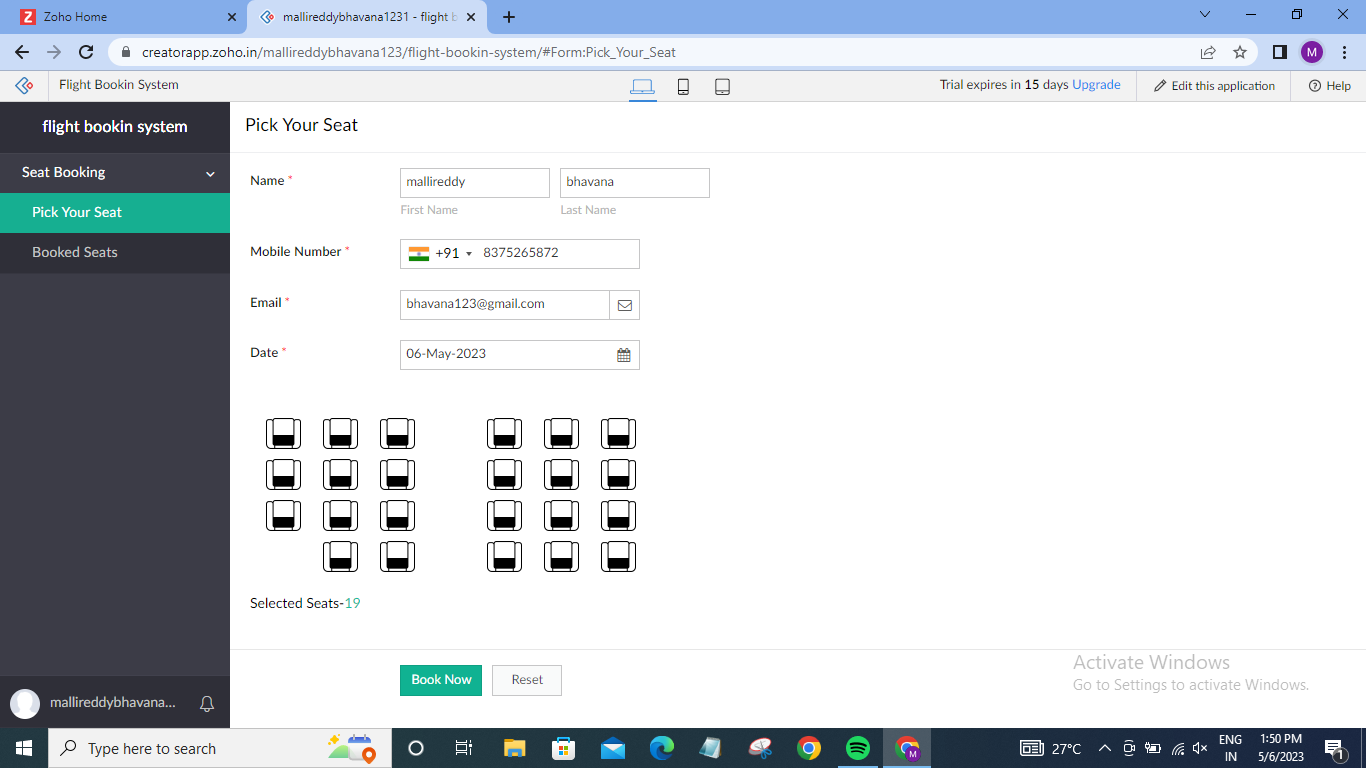 Zoho Home
mallireddybhavana1231 - flight b
creatorapp.zoho.in/mallireddybhavana123/flight-bookin-system/#Form:Pick_Your_Seat
M
Flight Bookin System
Trial expires in 15 days Upgrade
Edit this application
Help
flight bookin system
Seat Booking
Pick Your Seat
Booked Seats
mallireddybhavana...
Pick Your Seat
Name *
mallireddy
bhavana
First Name
Last Name
Mobile Number *
+91 8375265872
Email *
bhavana123@gmail.com
Date *
06-May-2023
Selected Seats-19
Book Now
Reset
Activate Windows
Go to Settings to activate Windows.
Type here to search
M
27°C
ENG
IN
1:50 PM
5/6/2023
1